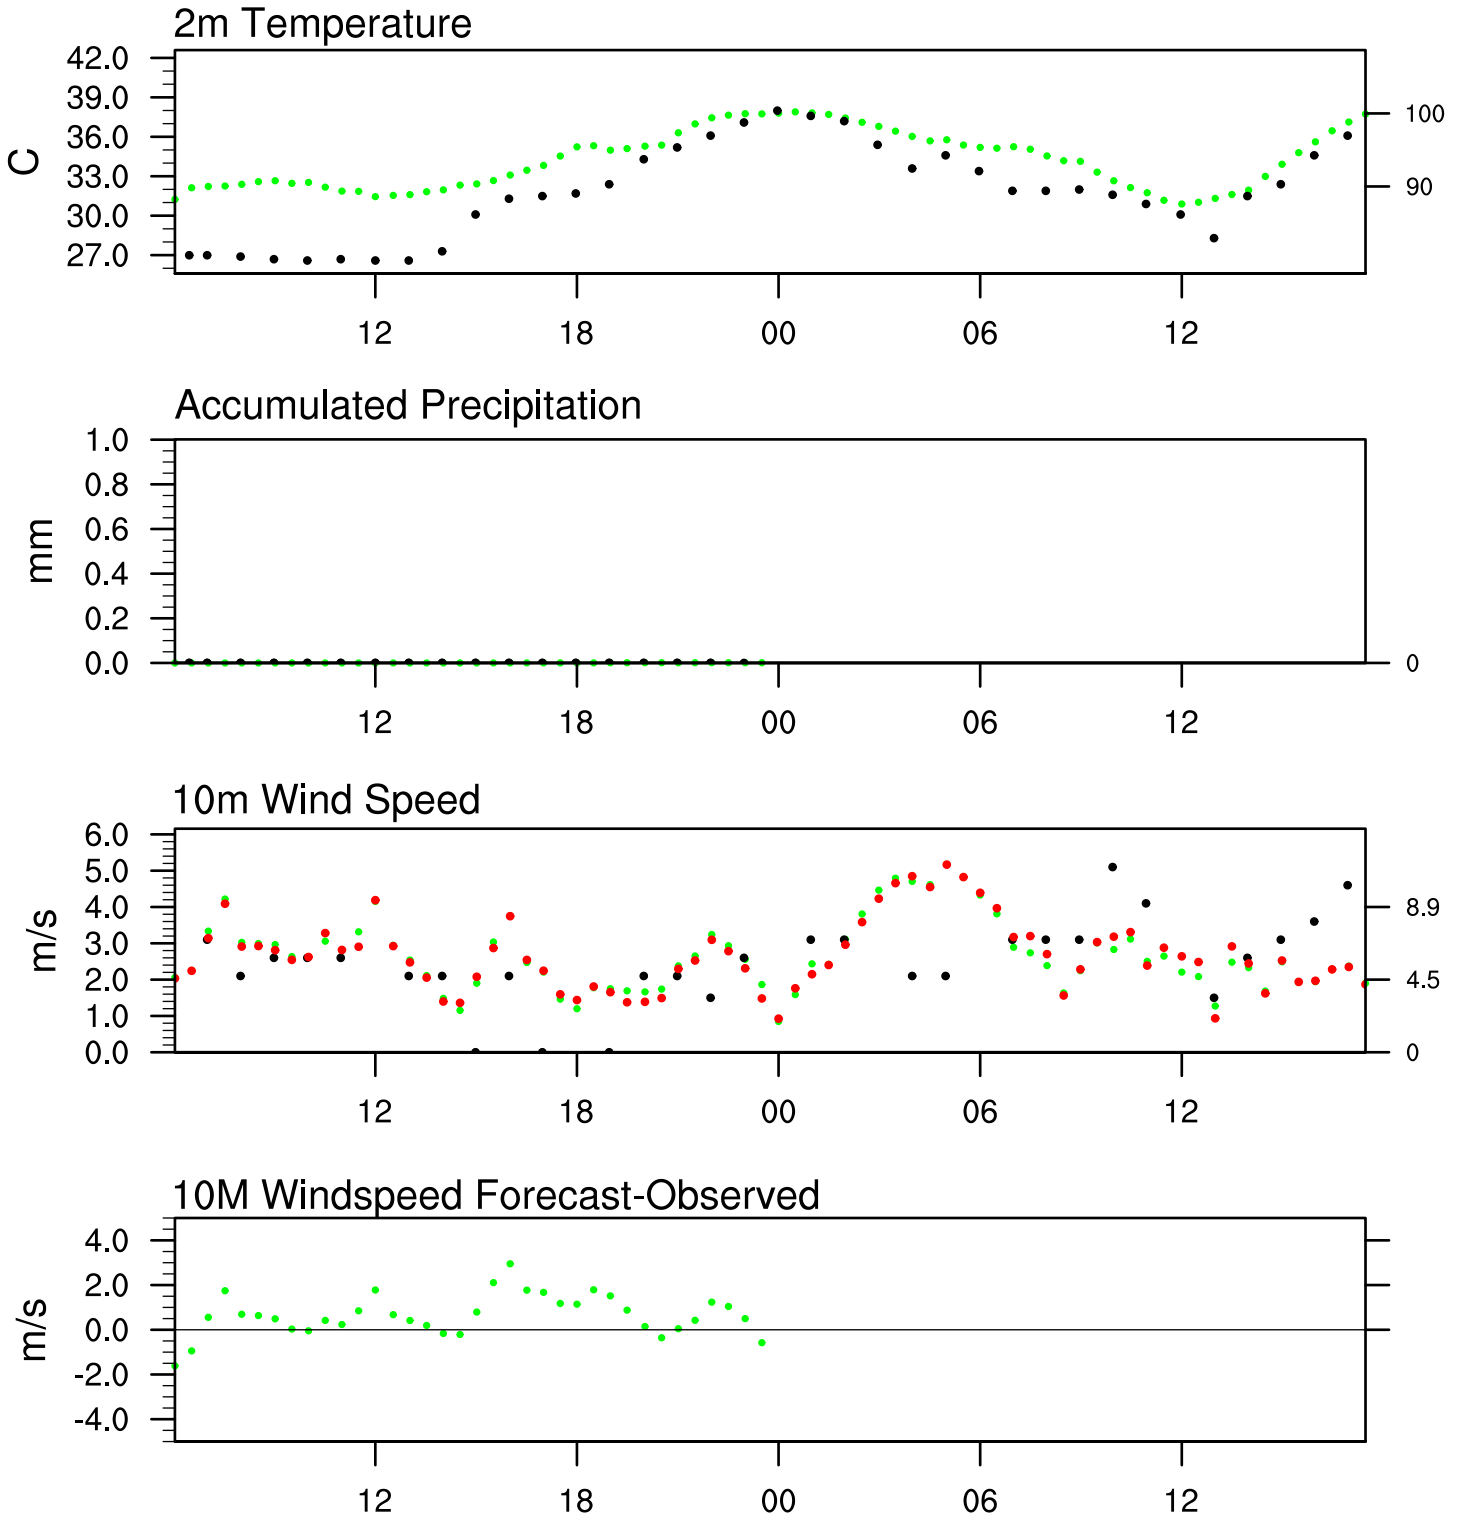 2m Temperature
42.0
39.0
36.0
33.0
30.0
27.0
C
100
90
12 18 00 06 12
Accumulated Precipitation
1.0
0.8
0.6
0.4
0.2
0.0
mm
0
12 18 00 06 12
10m Wind Speed
6.0
5.0
4.0
3.0
2.0
1.0
0.0
m/s
8.9
4.5
0
12 18 00 06 12
10M Windspeed Forecast-Observed
4.0
2.0
0.0
-2.0
-4.0
m/s
12 18 00 06 12